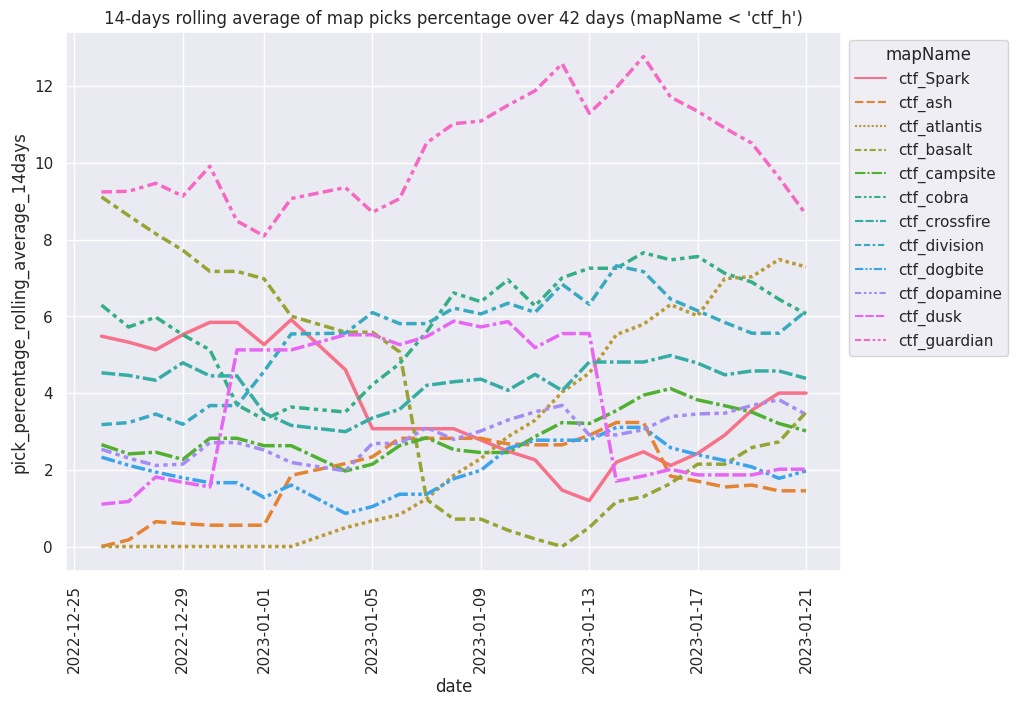 14-days rolling average of map picks percentage over 42 days (mapName < 'ctf_h')
pick_percentage_rolling_average_14days
12
10
8
6
4
2
0
2022-12-25
2022-12-29
2023-01-01
2023-01-05
2023-01-09
2023-01-13
2023-01-17
2023-01-21
date
mapName
ctf_Spark
ctf_ash
ctf_atlantis
ctf_basalt
ctf_campsite
ctf_cobra
ctf_crossfire
ctf_division
ctf_dogbite
ctf_dopamine
ctf_dusk
ctf_guardian